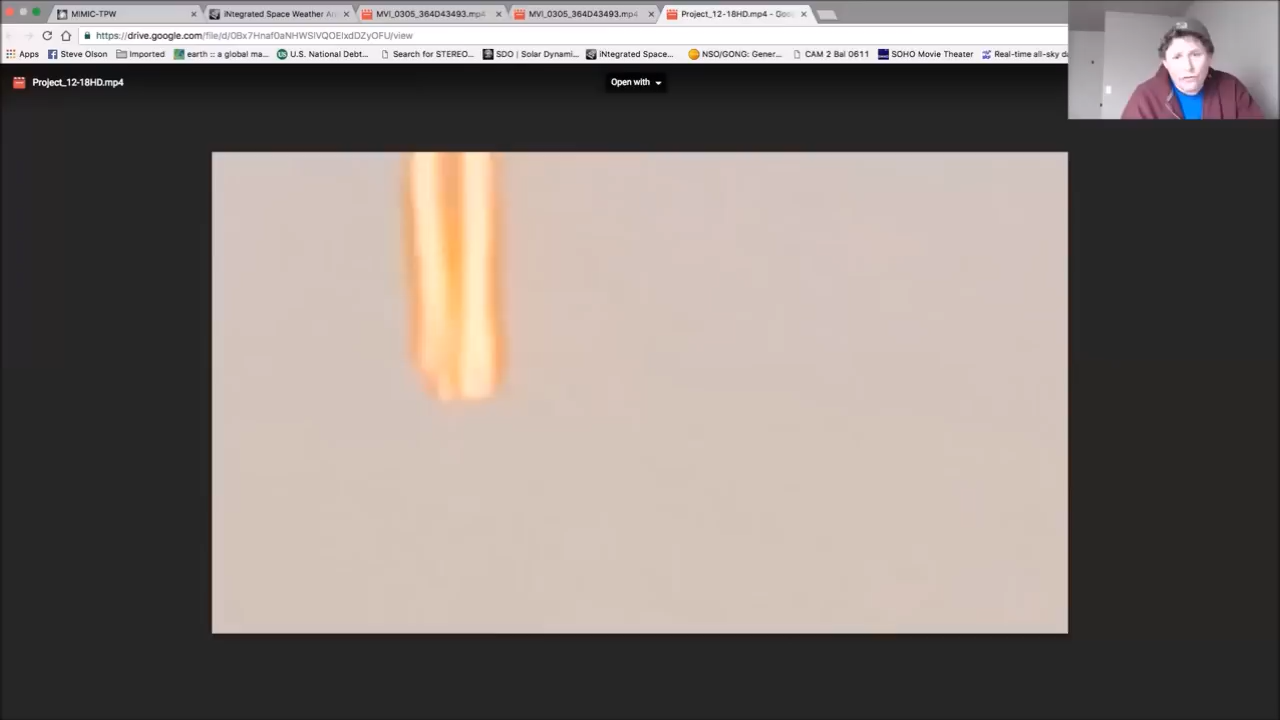 MIMIC-TPW
iNtegrated Space Weather An
MVI_0305_364D43493.mp4
MVI_0305_364D43493.mp4
Project_12-18HD.mp4 - Goo
https://drive.google.com/file/d/0Bx7Hnaf0aNHWSlVQOElxdDZyOFU/view
Apps
Steve Olson
Imported
earth :: a global ma...
U.S. National Debt...
Search for STEREO...
SDO | Solar Dynami...
iNtegrated Space...
NSO/GONG: Gener...
CAM 2 Bal 0611
SOHO Movie Theater
Real-time all-sky da
Project_12-18HD.mp4
Open with